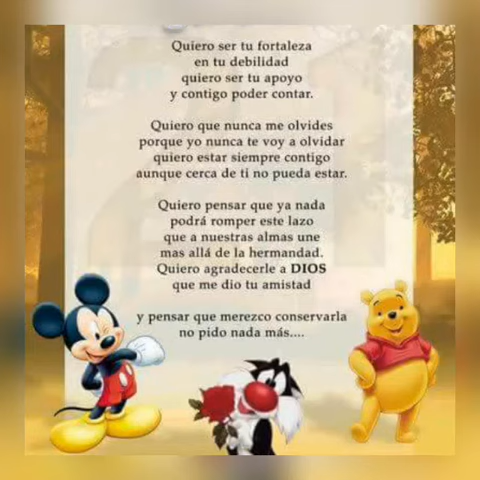 Quiero ser tu fortaleza
en tu debilidad
quiero ser tu apoyo
y contigo poder contar.
Quiero que nunca me olvides
porque yo nunca te voy a olvidar
quiero estar siempre contigo
aunque cerca de ti no pueda estar.
Quiero pensar que ya nada
podrá romper este lazo
que a nuestras almas une
mas allá de la hermandad.
Quiero agradecerle a DIOS
que me dio tu amistad
y pensar que merezco conservarla
no pido nada más....